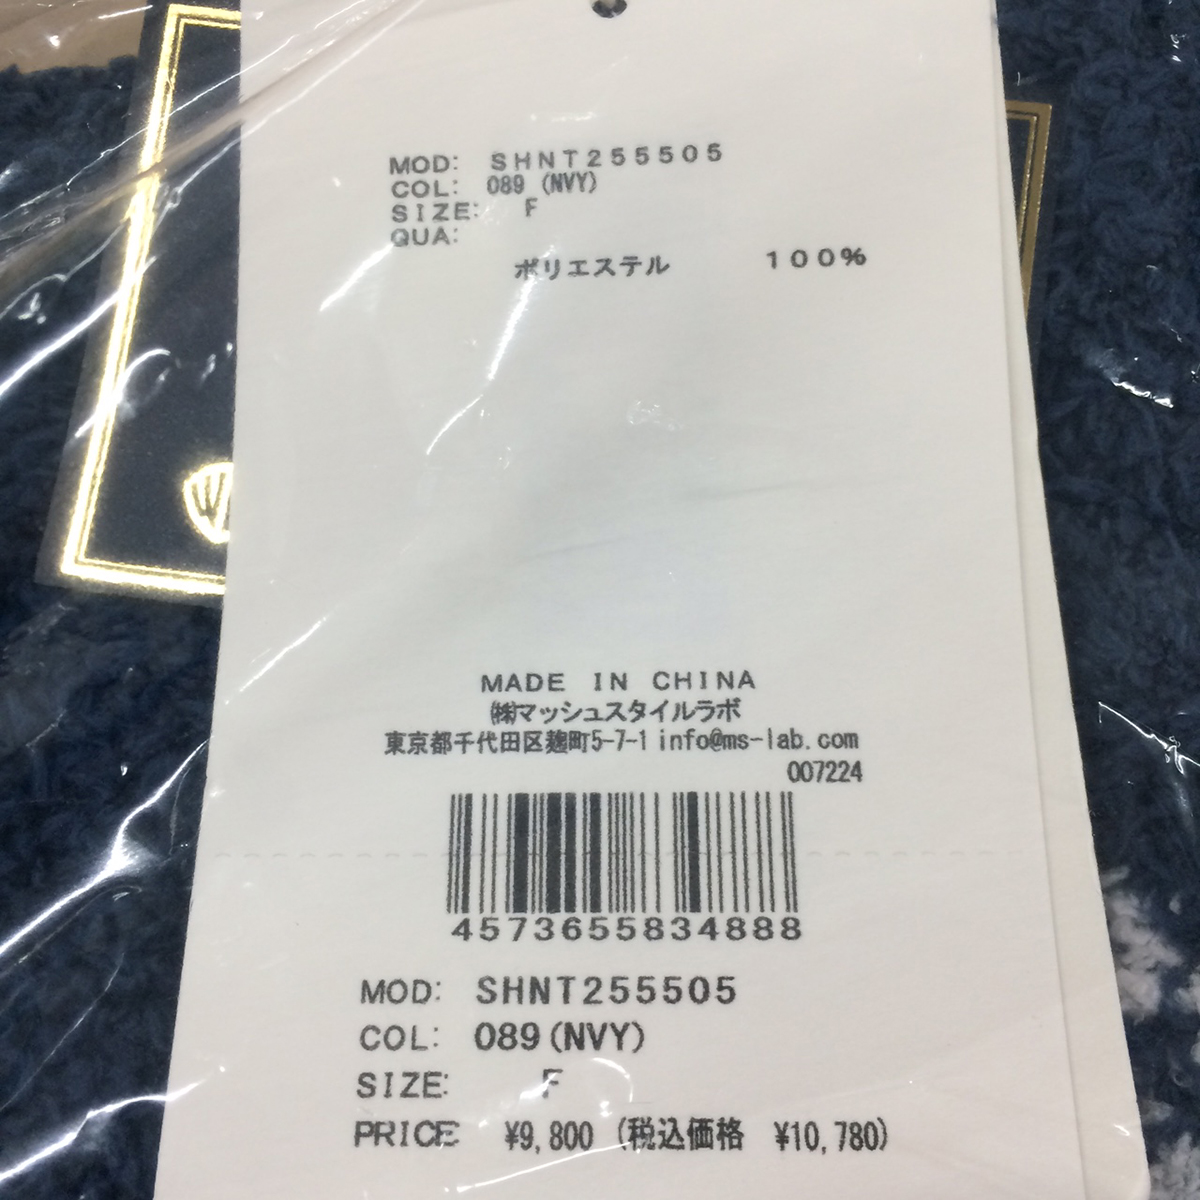 MOD: SHNT255505
COL: 089 (NVY)
SIZE: F
QUA:
ポリエステル 100%
MADE IN CHINA
㈱マッシュスタイルラボ
東京都千代田区麹町5-7-1 info@ms-lab.com
007224
4573655834888
MOD: SHNT255505
COL: 089(NVY)
SIZE: F
PRICE: ¥9,800 (税込価格 ¥10,780)